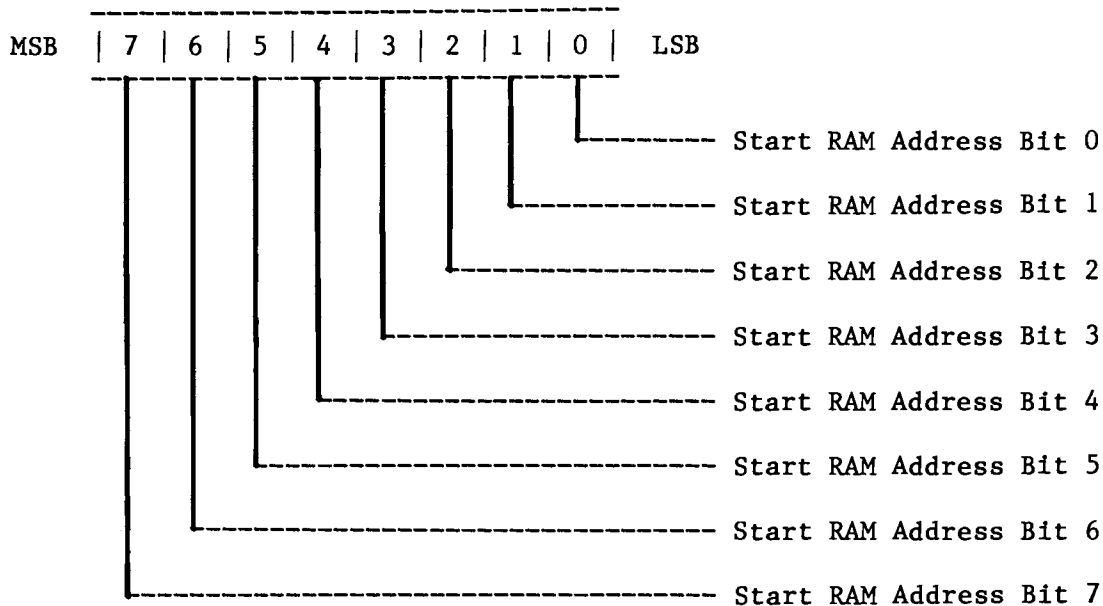 MSB | 7 | 6 | 5 | 4 | 3 | 2 | 1 | 0 | LSB
Start RAM Address Bit 0
Start RAM Address Bit 1
Start RAM Address Bit 2
Start RAM Address Bit 3
Start RAM Address Bit 4
Start RAM Address Bit 5
Start RAM Address Bit 6
Start RAM Address Bit 7